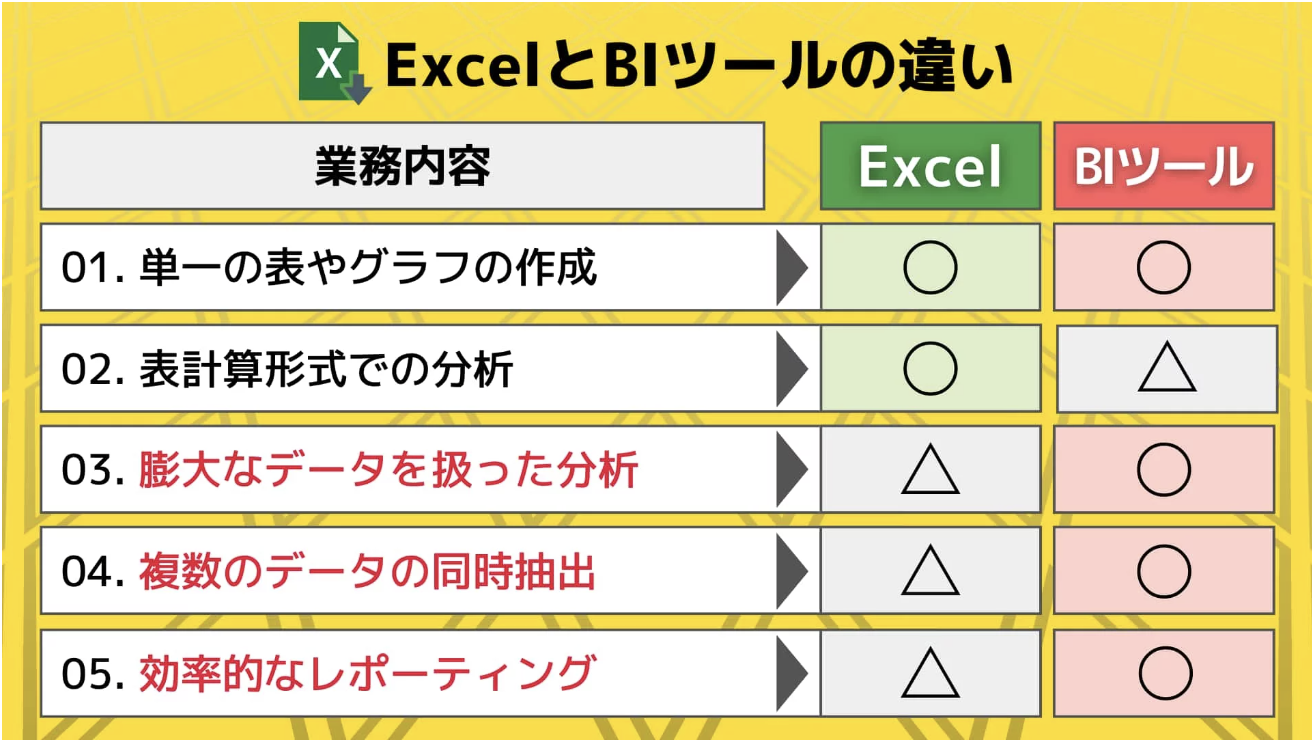 X ExcelとBIツールの違い
業務内容 Excel BIツール
01. 単一の表やグラフの作成 ○ ○
02. 表計算形式での分析 ○ △
03. 膨大なデータを扱った分析 △ ○
04. 複数のデータの同時抽出 △ ○
05. 効率的なレポーティング △ ○